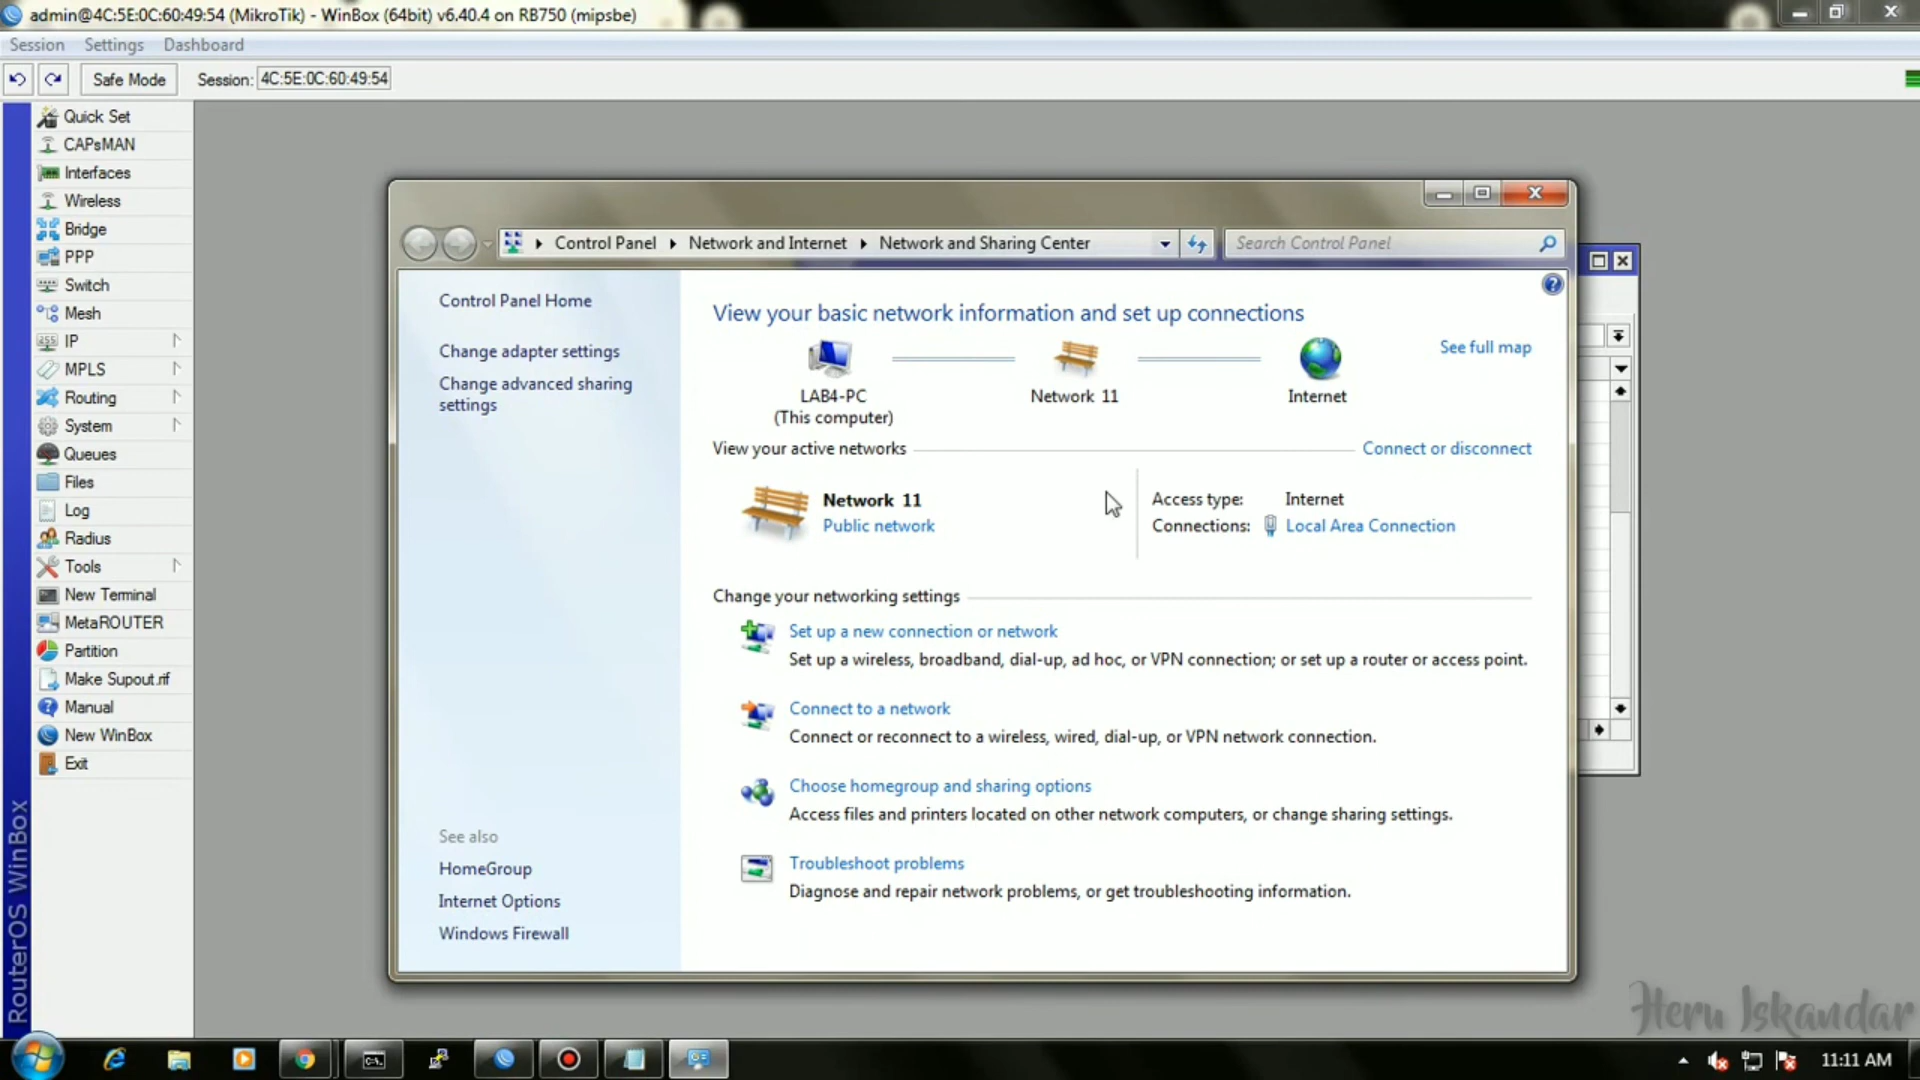 admin@4C:5E:0C:60:49:54 (MikroTik) - WinBox (64bit) v6.40.4 on RB750 (mipsbe)
Session Settings Dashboard
Safe Mode Session: 4C:5E:0C:60:49:54
Quick Set
CAPsMAN
Interfaces
Wireless
Bridge
PPP
Switch
Mesh
IP
MPLS
Routing
System
Queues
Files
Log
Radius
Tools
New Terminal
MetaROUTER
Partition
Make Supout.rif
Manual
New WinBox
Exit
RouterOS WinBox
Control Panel Network and Internet Network and Sharing Center
Search Control Panel
Control Panel Home
Change adapter settings
Change advanced sharing
settings
See also
HomeGroup
Internet Options
Windows Firewall
View your basic network information and set up connections
See full map
LAB4-PC
(This computer)
Network 11
Internet
View your active networks
Connect or disconnect
Network 11
Public network
Access type: Internet
Connections: Local Area Connection
Change your networking settings
Set up a new connection or network
Set up a wireless, broadband, dial-up, ad hoc, or VPN connection; or set up a router or access point.
Connect to a network
Connect or reconnect to a wireless, wired, dial-up, or VPN network connection.
Choose homegroup and sharing options
Access files and printers located on other network computers, or change sharing settings.
Troubleshoot problems
Diagnose and repair network problems, or get troubleshooting information.
Heru Iskandar
11:11 AM